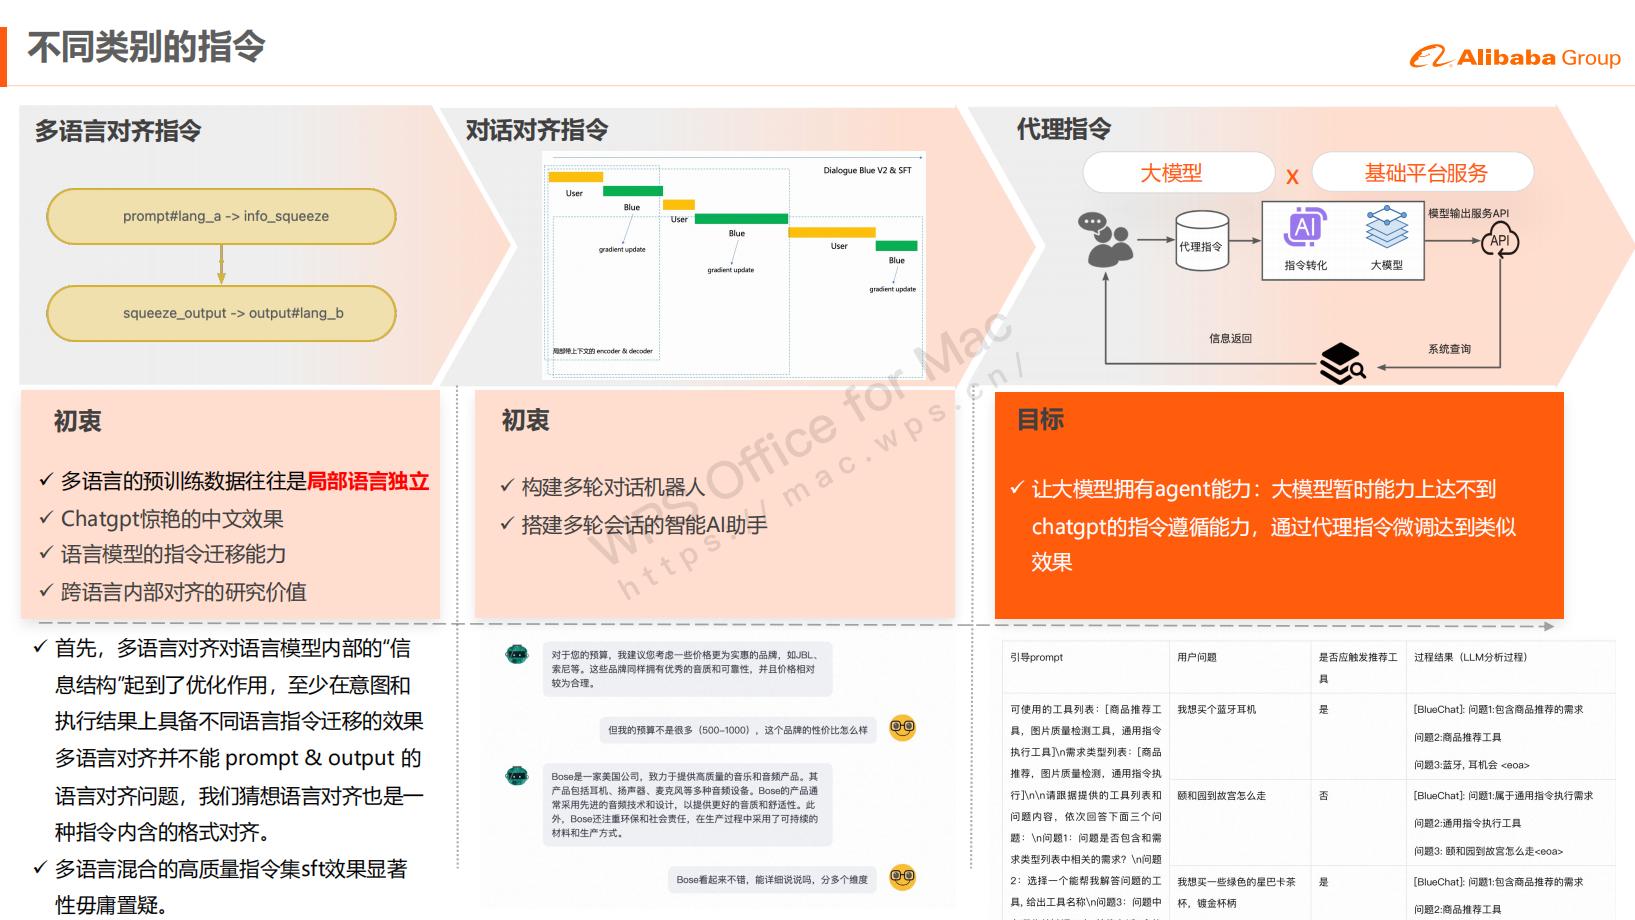 不同类别的指令
Alibaba Group
多语言对齐指令
prompt#lang_a -> info_squeeze
squeeze_output -> output#lang_b
对话对齐指令
Dialogue Blue V2 & SFT
User
Blue
User
gradient update
Blue
User
gradient update
Blue
gradient update
局部带上下文的 encoder & decoder
代理指令
大模型
x
基础平台服务
代理指令
AI
指令转化
大模型
模型输出服务API
API
信息返回
系统查询
初衷
✓ 多语言的预训练数据往往是局部语言独立
✓ Chatgpt惊艳的中文效果
✓ 语言模型的指令迁移能力
✓ 跨语言内部对齐的研究价值
初衷
✓ 构建多轮对话机器人
✓ 搭建多轮会话的智能AI助手
目标
✓ 让大模型拥有agent能力：大模型暂时能力上达不到
chatgpt的指令遵循能力，通过代理指令微调达到类似
效果
WPS Office for Mac
https://mac.wps.cn/
✓ 首先，多语言对齐对语言模型内部的“信
息结构”起到了优化作用，至少在意图和
执行结果上具备不同语言指令迁移的效果
多语言对齐并不能 prompt & output 的
语言对齐问题，我们猜想语言对齐也是一
种指令内含的格式对齐。
✓ 多语言混合的高质量指令集sft效果显著
性毋庸置疑。
对于您的预算，我建议您考虑一些价格更为实惠的品牌，如JBL、
索尼等。这些品牌同样拥有优秀的音质和可靠性，并且价格相对
较为合理。
但我的预算不是很多（500-1000），这个品牌的性价比怎么样
Bose是一家美国公司，致力于提供高质量的音乐和音频产品。其
产品包括耳机、扬声器、麦克风等多种音频设备。Bose的产品通
常采用先进的音频技术和设计，以提供更好的音质和舒适性。此
外，Bose还注重环保和社会责任，在生产过程中采用了可持续的
材料和生产方式。
Bose看起来不错，能详细说说吗，分多个维度
引导prompt
用户问题
是否应触发推荐工
具
过程结果（LLM分析过程）
可使用的工具列表：[商品推荐工
具，图片质量检测工具，通用指令
执行工具]\n需求类型列表：[商品
推荐，图片质量检测，通用指令执
行]\n\n请跟据提供的工具列表和
问题内容，依次回答下面三个问
题：\n问题1：问题是否包含和需
求类型列表中相关的需求？\n问题
2：选择一个能帮我解答问题的工
具, 给出工具名称\n问题3：问题中
我想买个蓝牙耳机
是
[BlueChat]: 问题1:包含商品推荐的需求
问题2:商品推荐工具
问题3:蓝牙, 耳机会 <eoa>
颐和园到故宫怎么走
否
[BlueChat]: 问题1:属于通用指令执行需求
问题2:通用指令执行工具
问题3: 颐和园到故宫怎么走<eoa>
我想买一些绿色的星巴卡茶
杯，镀金杯柄
是
[BlueChat]: 问题1:包含商品推荐的需求
问题2:商品推荐工具